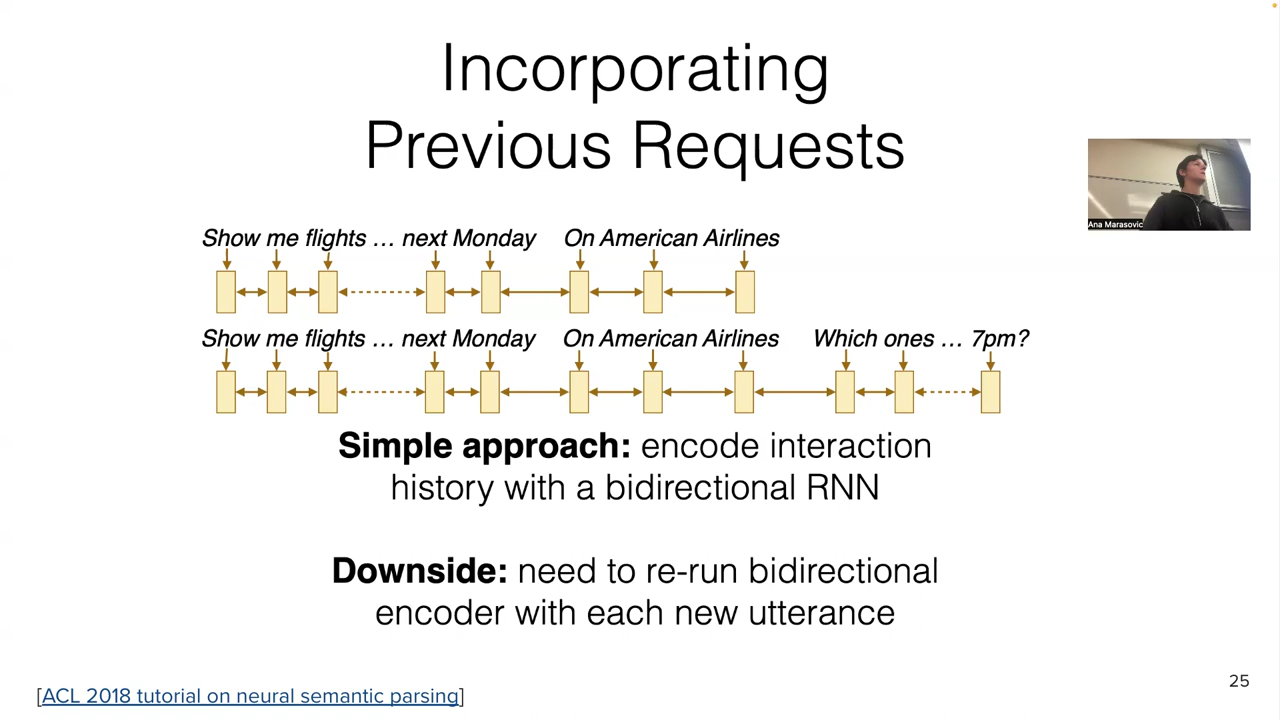 Incorporating
Previous Requests
Ana Marasovic
Show me flights … next Monday On American Airlines
Show me flights … next Monday On American Airlines Which ones … 7pm?
Simple approach: encode interaction
history with a bidirectional RNN
Downside: need to re-run bidirectional
encoder with each new utterance
[ACL 2018 tutorial on neural semantic parsing]
25